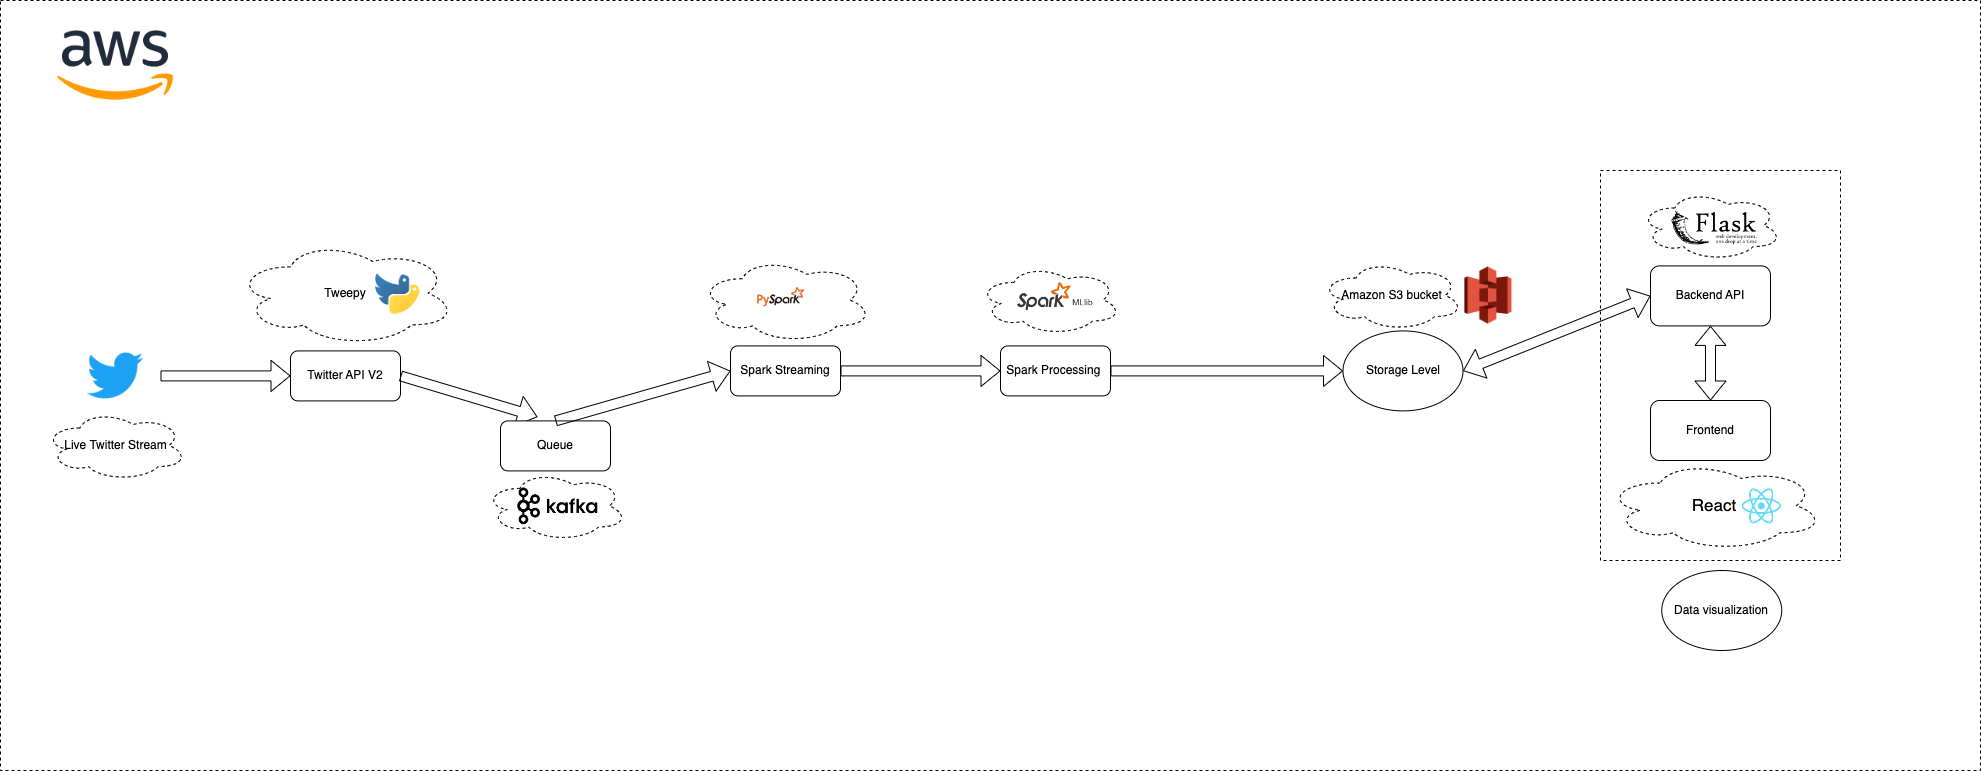 aws
Live Twitter Stream
Tweepy
Twitter API V2
Queue
kafka
PySpark
Spark Streaming
Spark MLlib
Spark Processing
Amazon S3 bucket
Storage Level
Flask
web development,
one drop at a time
Backend API
Frontend
React
Data visualization